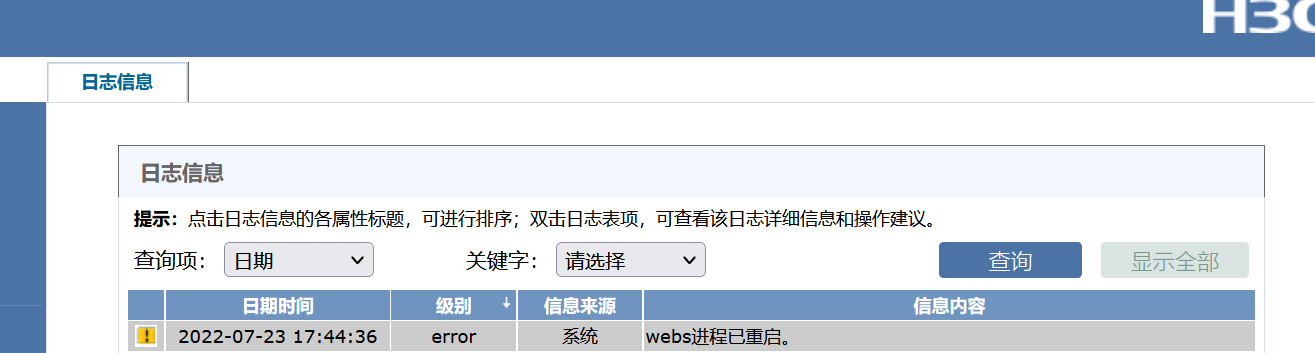 H3C
日志信息
日志信息
提示：点击日志信息的各属性标题，可进行排序；双击日志表项，可查看该日志详细信息和操作建议。
查询项： 日期 关键字： 请选择 查询 显示全部
日期时间 级别 信息来源 信息内容
2022-07-23 17:44:36 error 系统 webs进程已重启。